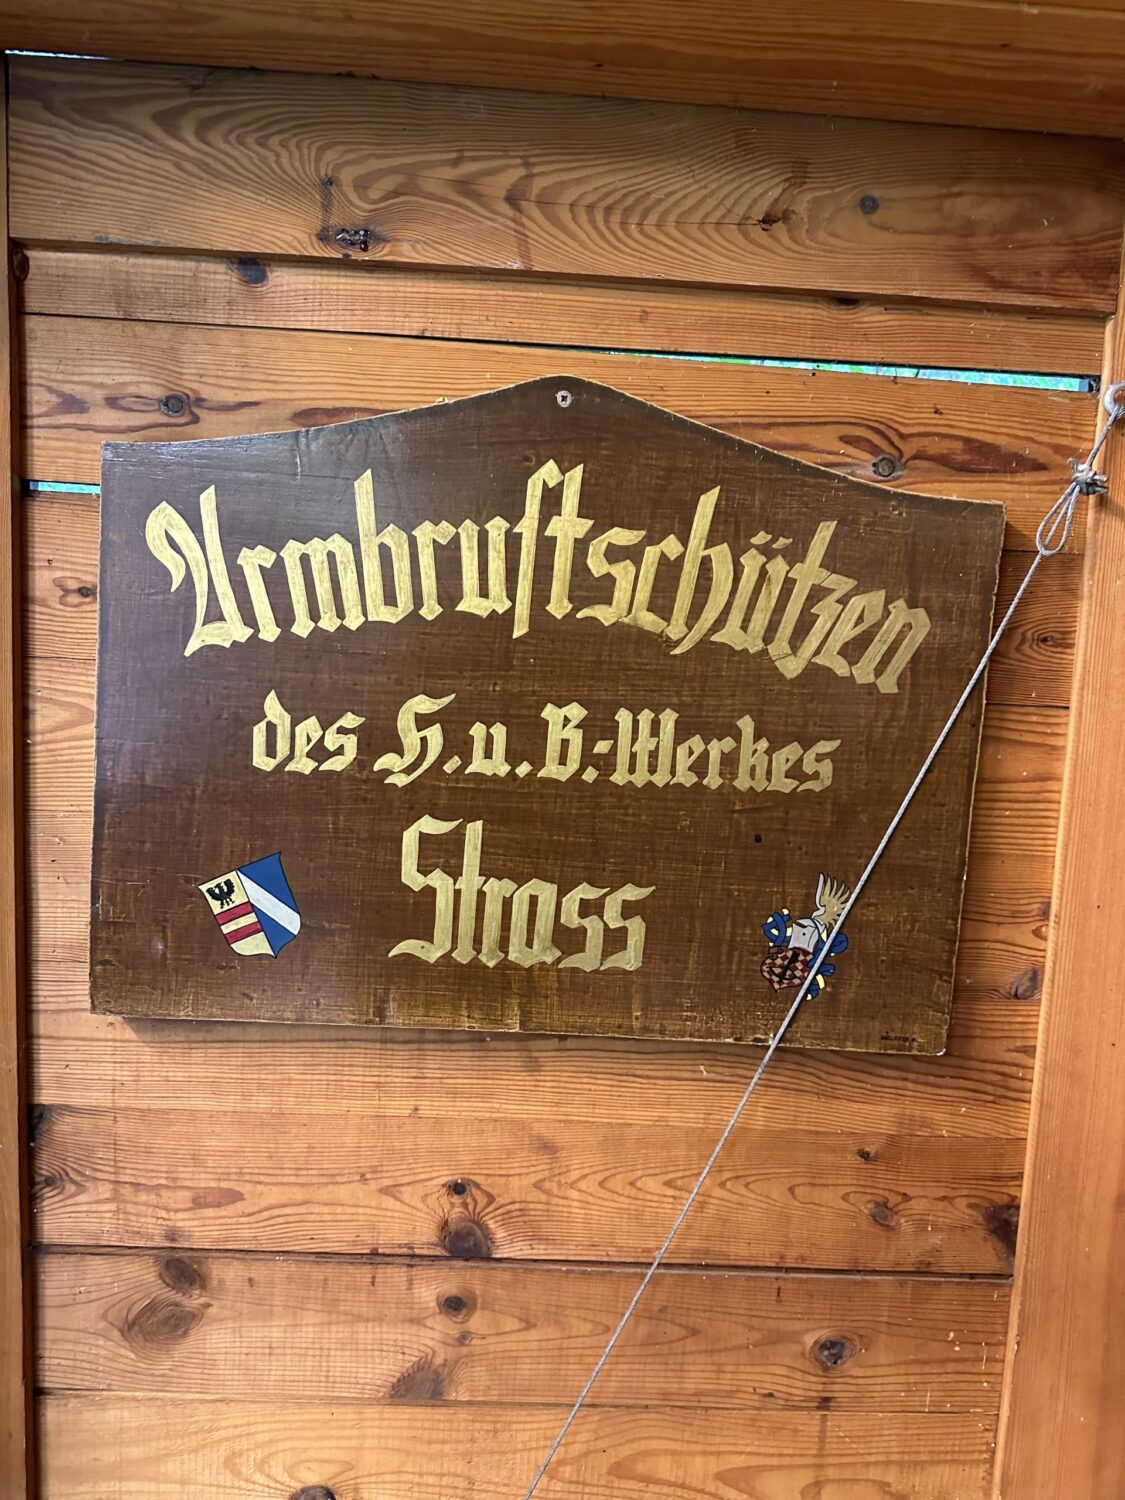 Armbrustschützen
des H. u. B.-Werkes
Strass